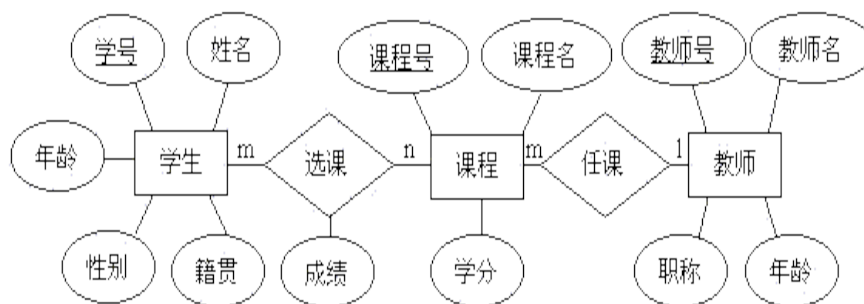 学号 姓名 课程号 课程名 教师号 教师名
年龄 学生 m 选课 n 课程 m 任课 1 教师
性别 籍贯 成绩 学分 职称 年龄